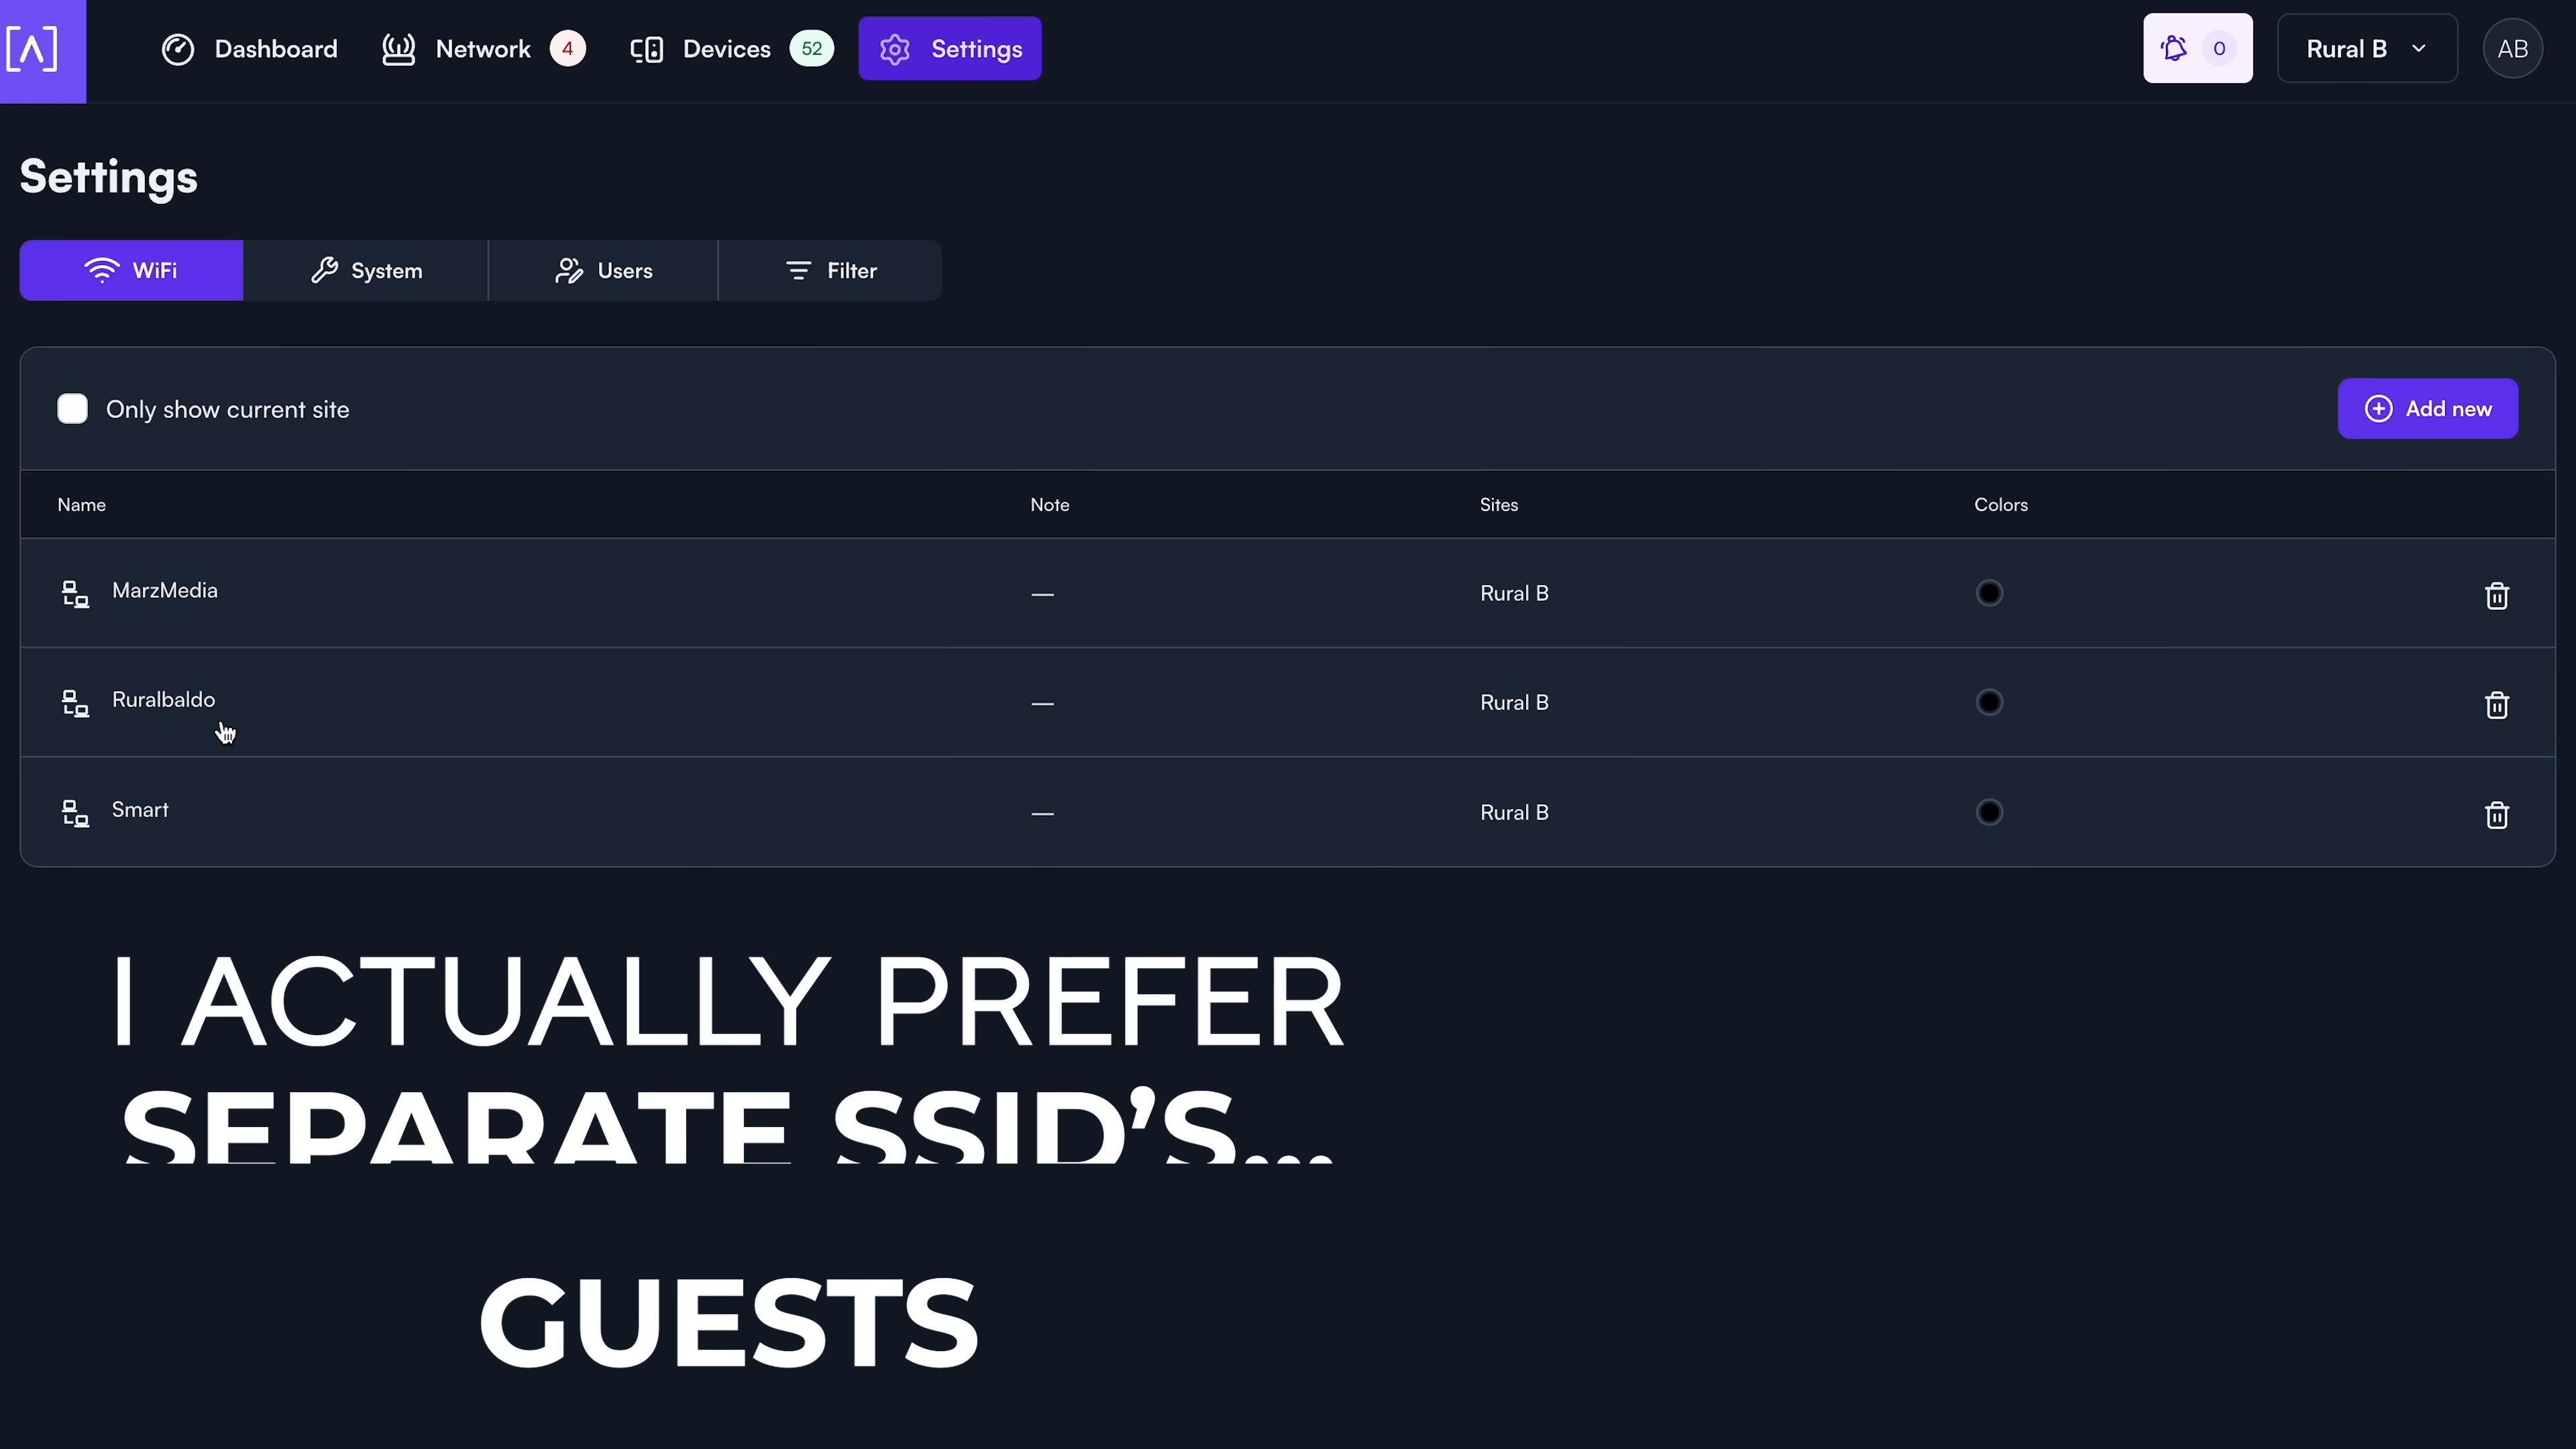 [Λ] Dashboard Network 4 Devices 52 Settings 0 Rural B AB
Settings
WiFi System Users Filter
Only show current site Add new
Name Note Sites Colors
MarzMedia — Rural B
Ruralbaldo — Rural B
Smart — Rural B
I ACTUALLY PREFER
SEPARATE SSID’S...
GUESTS